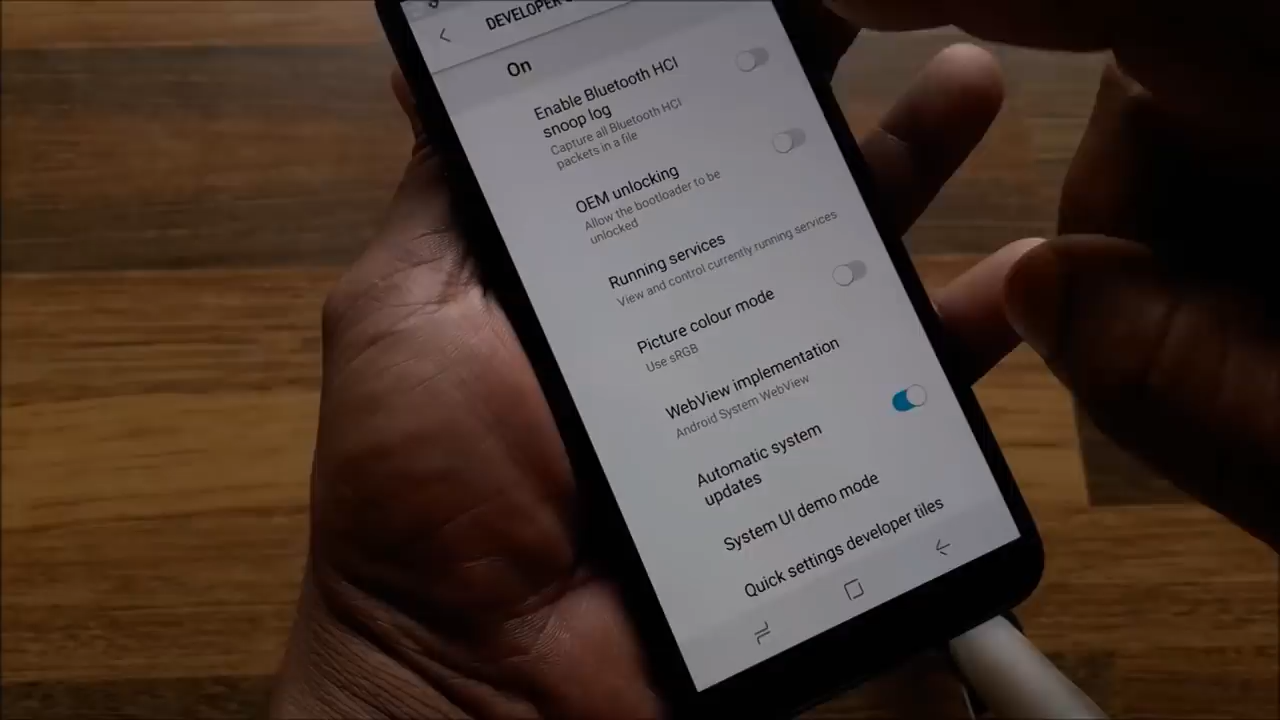 DEVELOPER
On
Enable Bluetooth HCI
snoop log
Capture all Bluetooth HCI
packets in a file
OEM unlocking
Allow the bootloader to be
unlocked
Running services
View and control currently running services
Picture colour mode
Use sRGB
WebView implementation
Android System WebView
Automatic system
updates
System UI demo mode
Quick settings developer tiles